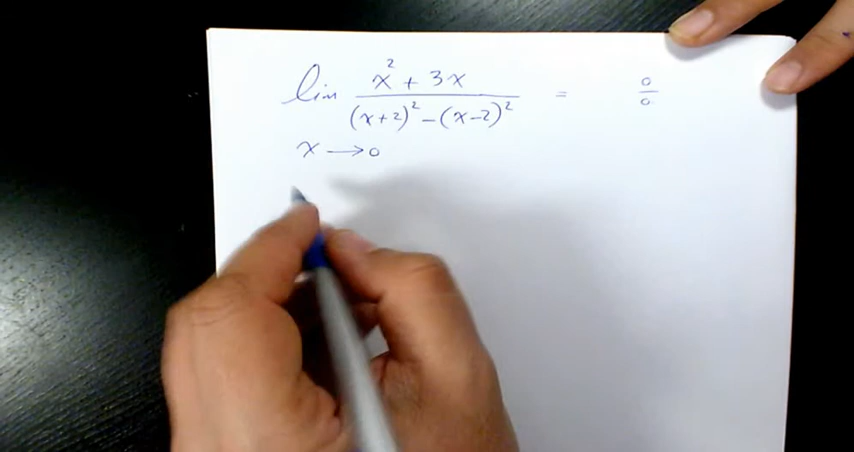 lim x² + 3x / (x+2)² - (x-2)² = 0/0
x → 0